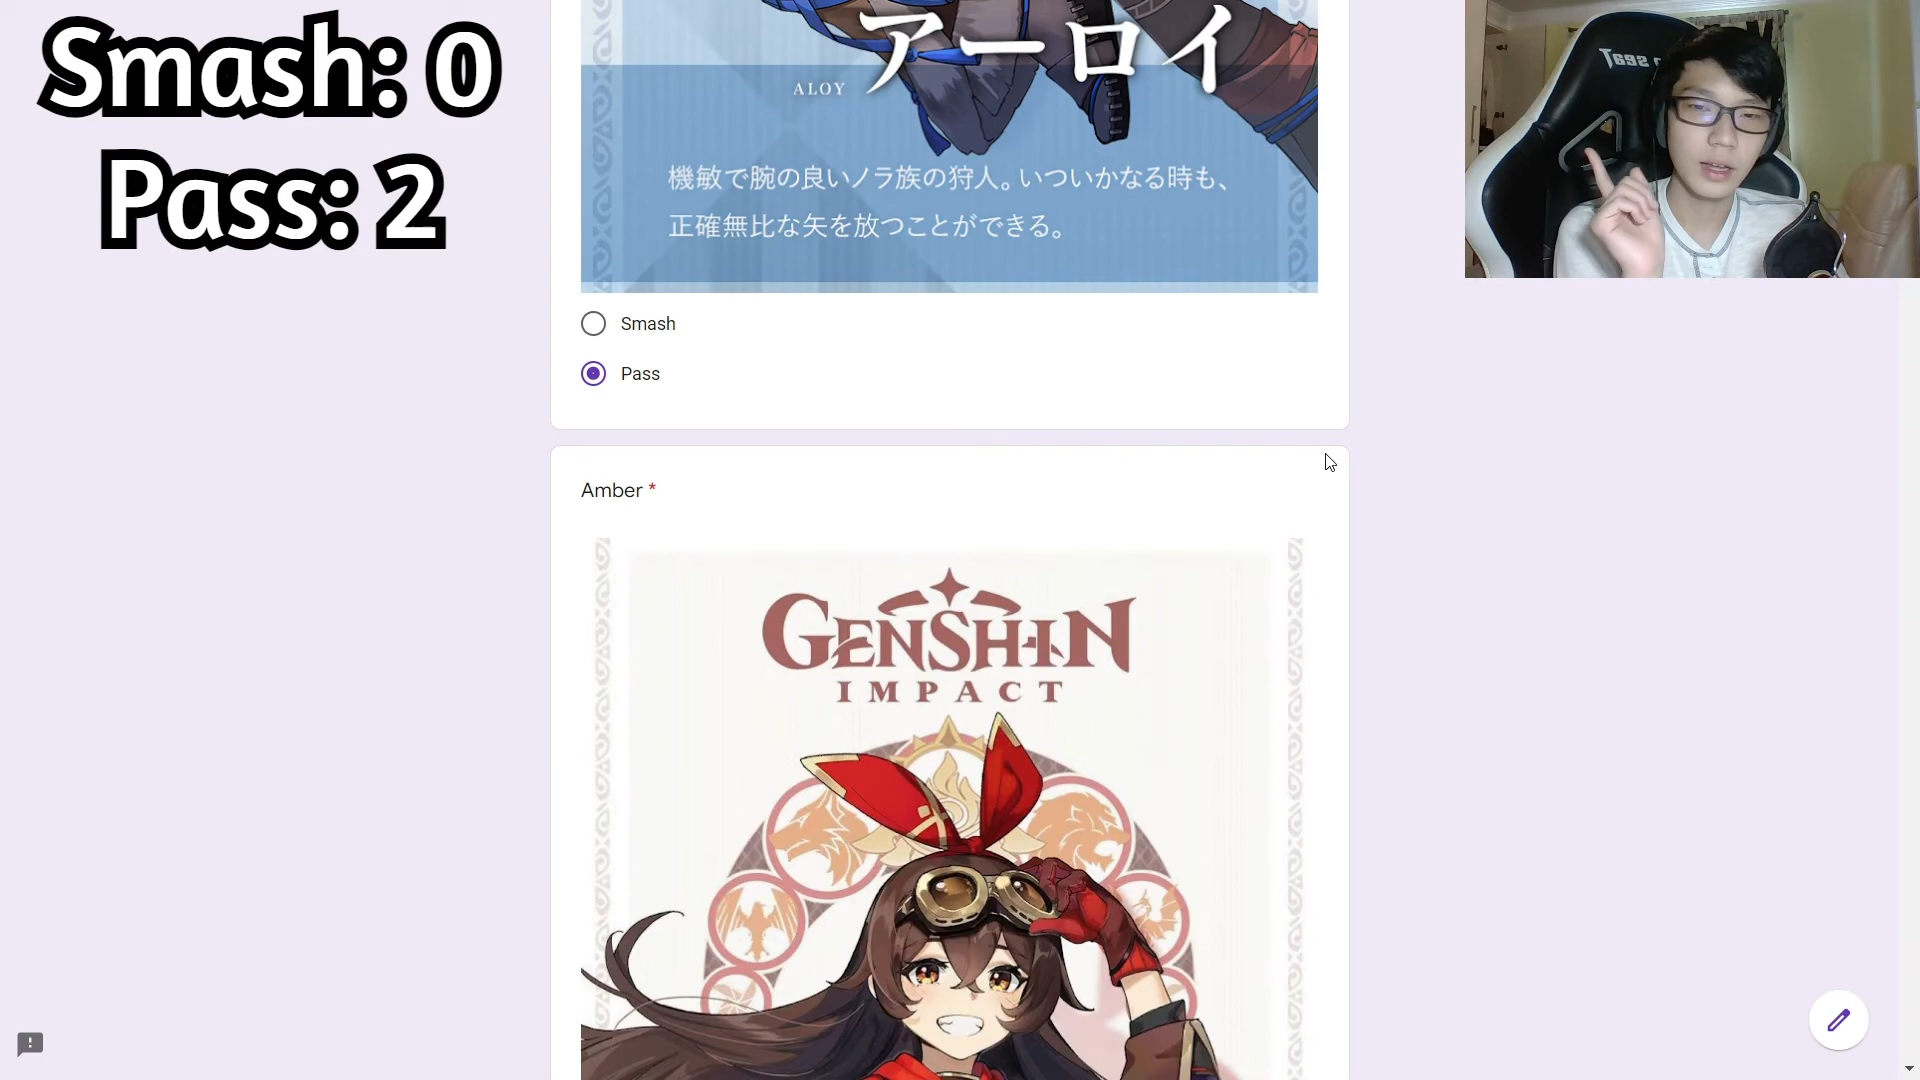 Smash: 0
Pass: 2
アーロイ
ALOY
機敏で腕の良いノラ族の狩人。いついかなる時も、
正確無比な矢を放つことができる。
Smash
Pass
Amber *
GENSHIN
IMPACT